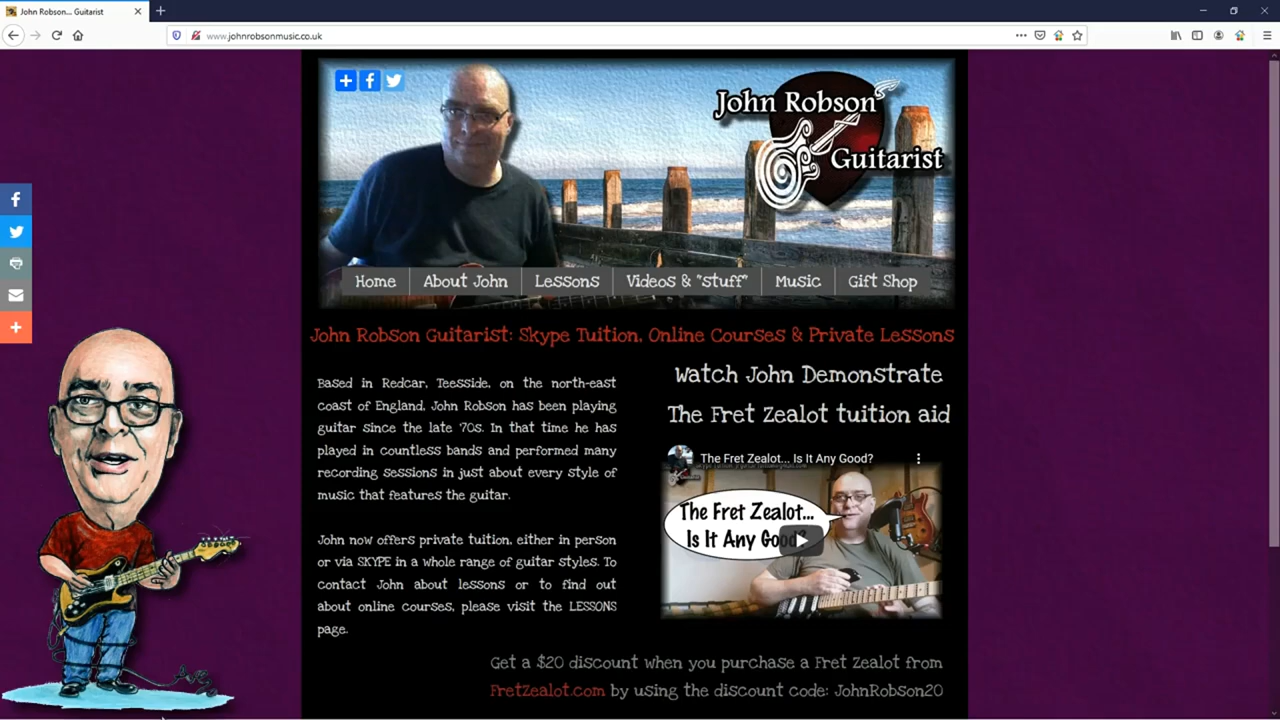 John Robson... Guitarist
www.johnrobsonmusic.co.uk
John Robson
Guitarist
Home
About John
Lessons
Videos & "stuff"
Music
Gift Shop
John Robson Guitarist: Skype Tuition, Online Courses & Private Lessons
Based in Redcar, Teesside, on the north-east
coast of England, John Robson has been playing
guitar since the late 70s. In that time he has
played in countless bands and performed many
recording sessions in just about every style of
music that features the guitar.
John now offers private tuition, either in person
or via SKYPE in a whole range of guitar styles. To
contact John about lessons or to find out
about online courses, please visit the LESSONS
page.
Watch John Demonstrate
The Fret Zealot tuition aid
The Fret Zealot... Is It Any Good?
The Fret Zealot...
Is It Any Good?
Get a $20 discount when you purchase a Fret Zealot from
FretZealot.com by using the discount code: JohnRobson20